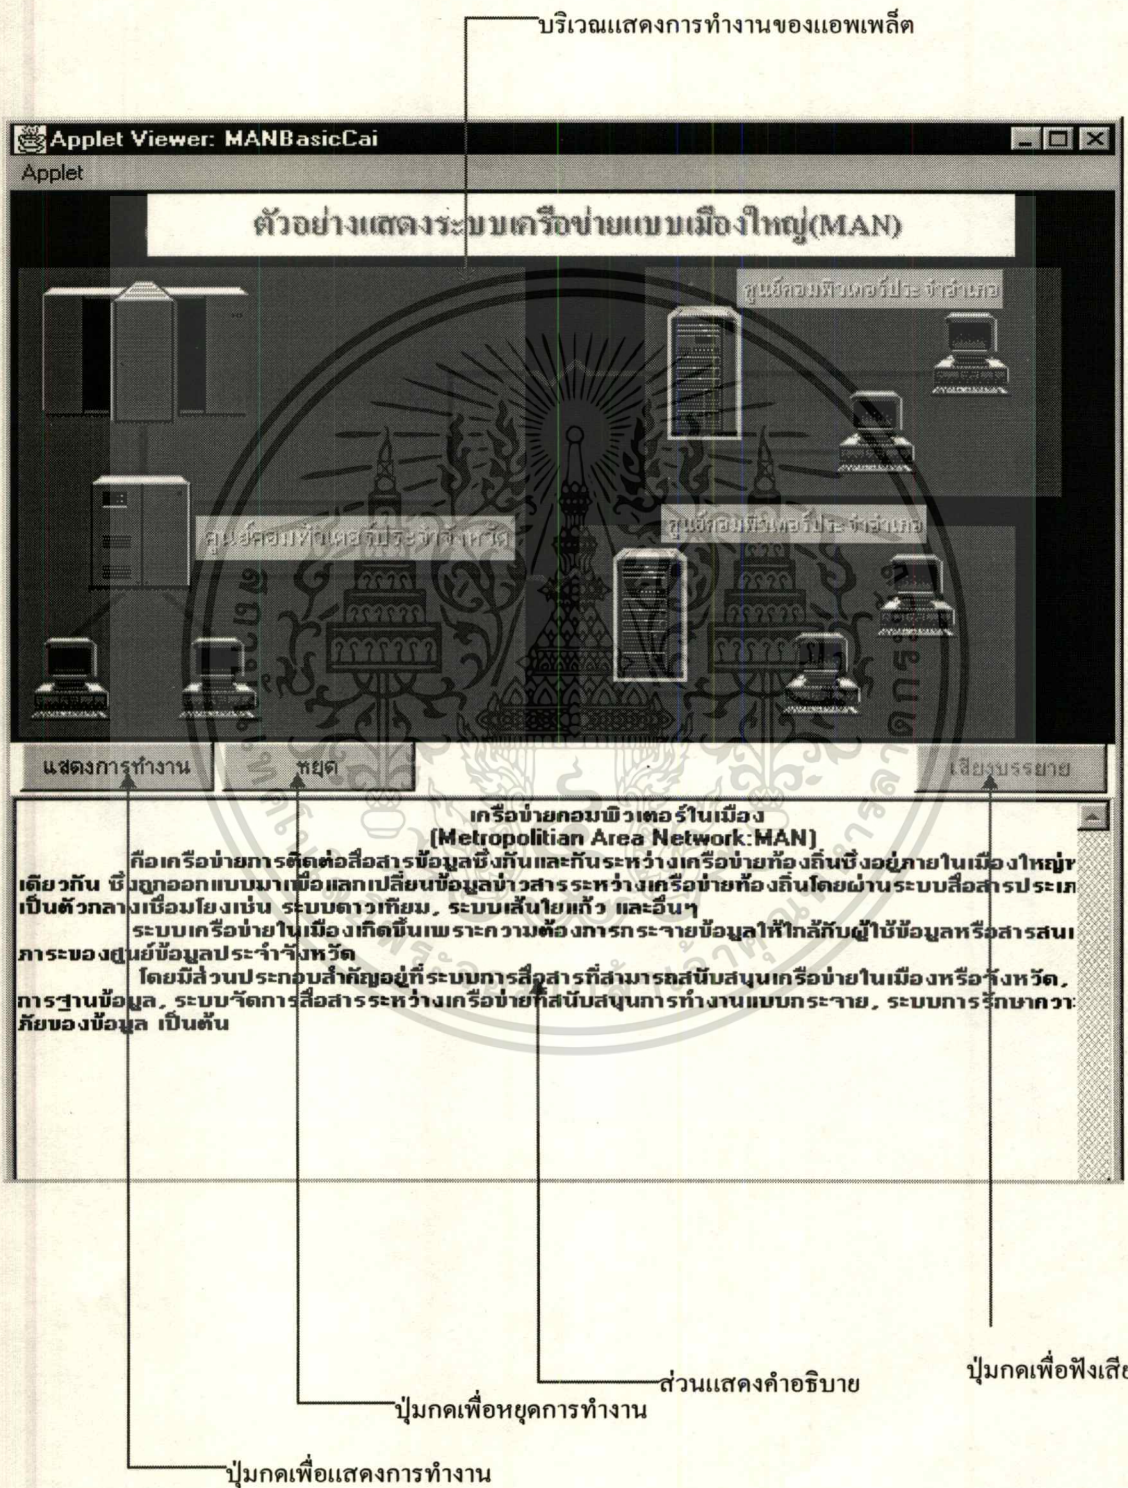 บริเวณแสดงการทำงานของแอพเพล็ต
Applet Viewer: MANBasicCai
Applet
ตัวอย่างแสดงระบบเครือข่ายแบบเมืองใหญ่(MAN)
ศูนย์คอมพิวเตอร์ประจำอำเภอ
ศูนย์คอมพิวเตอร์ประจำอำเภอ
ศูนย์คอมพิวเตอร์ประจำจังหวัด
แสดงการทำงาน หยุด เสียงบรรยาย
เครือข่ายคอมพิวเตอร์ในเมือง
(Metropolitian Area Network:MAN)
คือเครือข่ายการติดต่อสื่อสารข้อมูลซึ่งกันและกันระหว่างเครือข่ายท้องถิ่นซึ่งอยู่ภายในเมืองใหญ่
เดียวกัน ซึ่งถูกออกแบบมาเพื่อแลกเปลี่ยนข้อมูลข่าวสารระหว่างเครือข่ายท้องถิ่นโดยผ่านระบบสื่อสารประเภ
เป็นตัวกลางเชื่อมโยงเช่น ระบบดาวเทียม, ระบบเส้นใยแก้ว และอื่นๆ
ระบบเครือข่ายในเมืองเกิดขึ้นเพราะความต้องการกระจายข้อมูลให้ใกล้กับผู้ใช้ข้อมูลหรือสารสนเ
ภาระของศูนย์ข้อมูลประจำจังหวัด
โดยมีส่วนประกอบสำคัญอยู่ที่ระบบการสื่อสารที่สามารถสนับสนุนเครือข่ายในเมืองหรือจังหวัด,
การฐานข้อมูล, ระบบจัดการสื่อสารระหว่างเครือข่ายที่สนับสนุนการทำงานแบบกระจาย, ระบบการรักษากวา
ภัยของข้อมูล เป็นต้น
ปุ่มกดเพื่อฟังเสีย
ส่วนแสดงคำอธิบาย
ปุ่มกดเพื่อหยุดการทำงาน
ปุ่มกดเพื่อแสดงการทำงาน